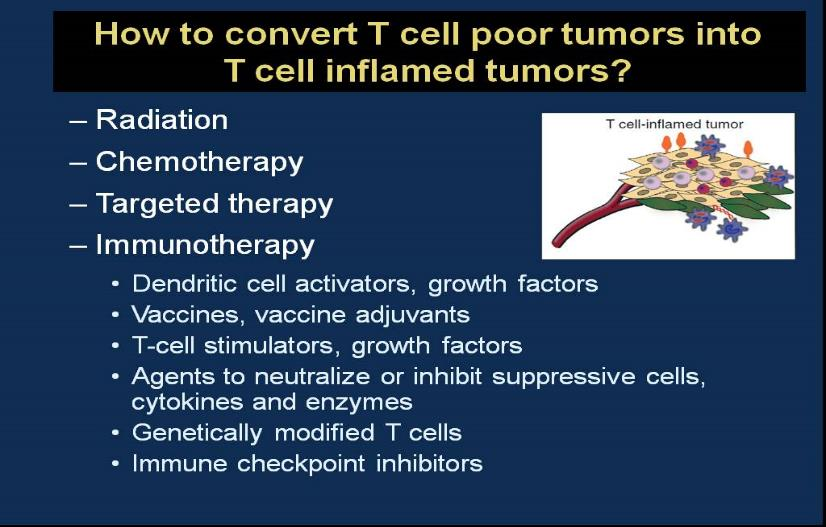 How to convert T cell poor tumors into
T cell inflamed tumors?
– Radiation
– Chemotherapy
– Targeted therapy
– Immunotherapy
T cell-inflamed tumor
• Dendritic cell activators, growth factors
• Vaccines, vaccine adjuvants
• T-cell stimulators, growth factors
• Agents to neutralize or inhibit suppressive cells,
cytokines and enzymes
• Genetically modified T cells
• Immune checkpoint inhibitors